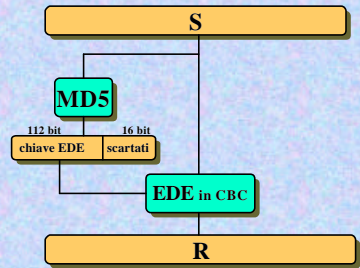 S
MD5
112 bit 16 bit
chiave EDE scartati
EDE in CBC
R